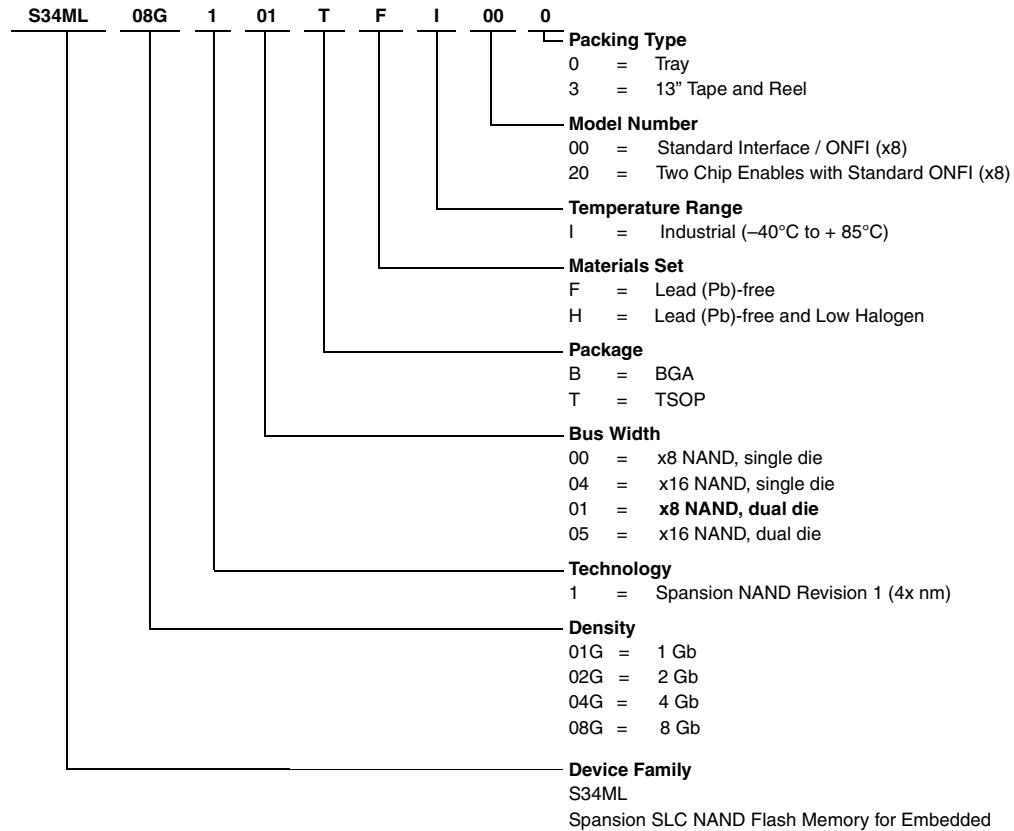 S34ML 08G 1 01 T F I 00 0
Packing Type
0 = Tray
3 = 13” Tape and Reel
Model Number
00 = Standard Interface / ONFI (x8)
20 = Two Chip Enables with Standard ONFI (x8)
Temperature Range
I = Industrial (–40°C to + 85°C)
Materials Set
F = Lead (Pb)-free
H = Lead (Pb)-free and Low Halogen
Package
B = BGA
T = TSOP
Bus Width
00 = x8 NAND, single die
04 = x16 NAND, single die
01 = x8 NAND, dual die
05 = x16 NAND, dual die
Technology
1 = Spansion NAND Revision 1 (4x nm)
Density
01G = 1 Gb
02G = 2 Gb
04G = 4 Gb
08G = 8 Gb
Device Family
S34ML
Spansion SLC NAND Flash Memory for Embedded